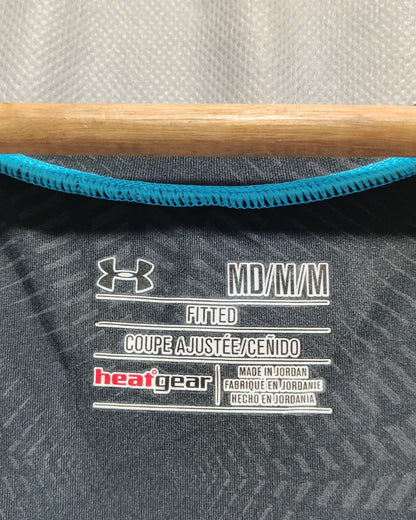 MD/M/M
FITTED
COUPE AJUSTÉE/CEÑIDO
heatgear
MADE IN JORDAN
FABRIQUÉ EN JORDANIE
HECHO EN JORDANIA